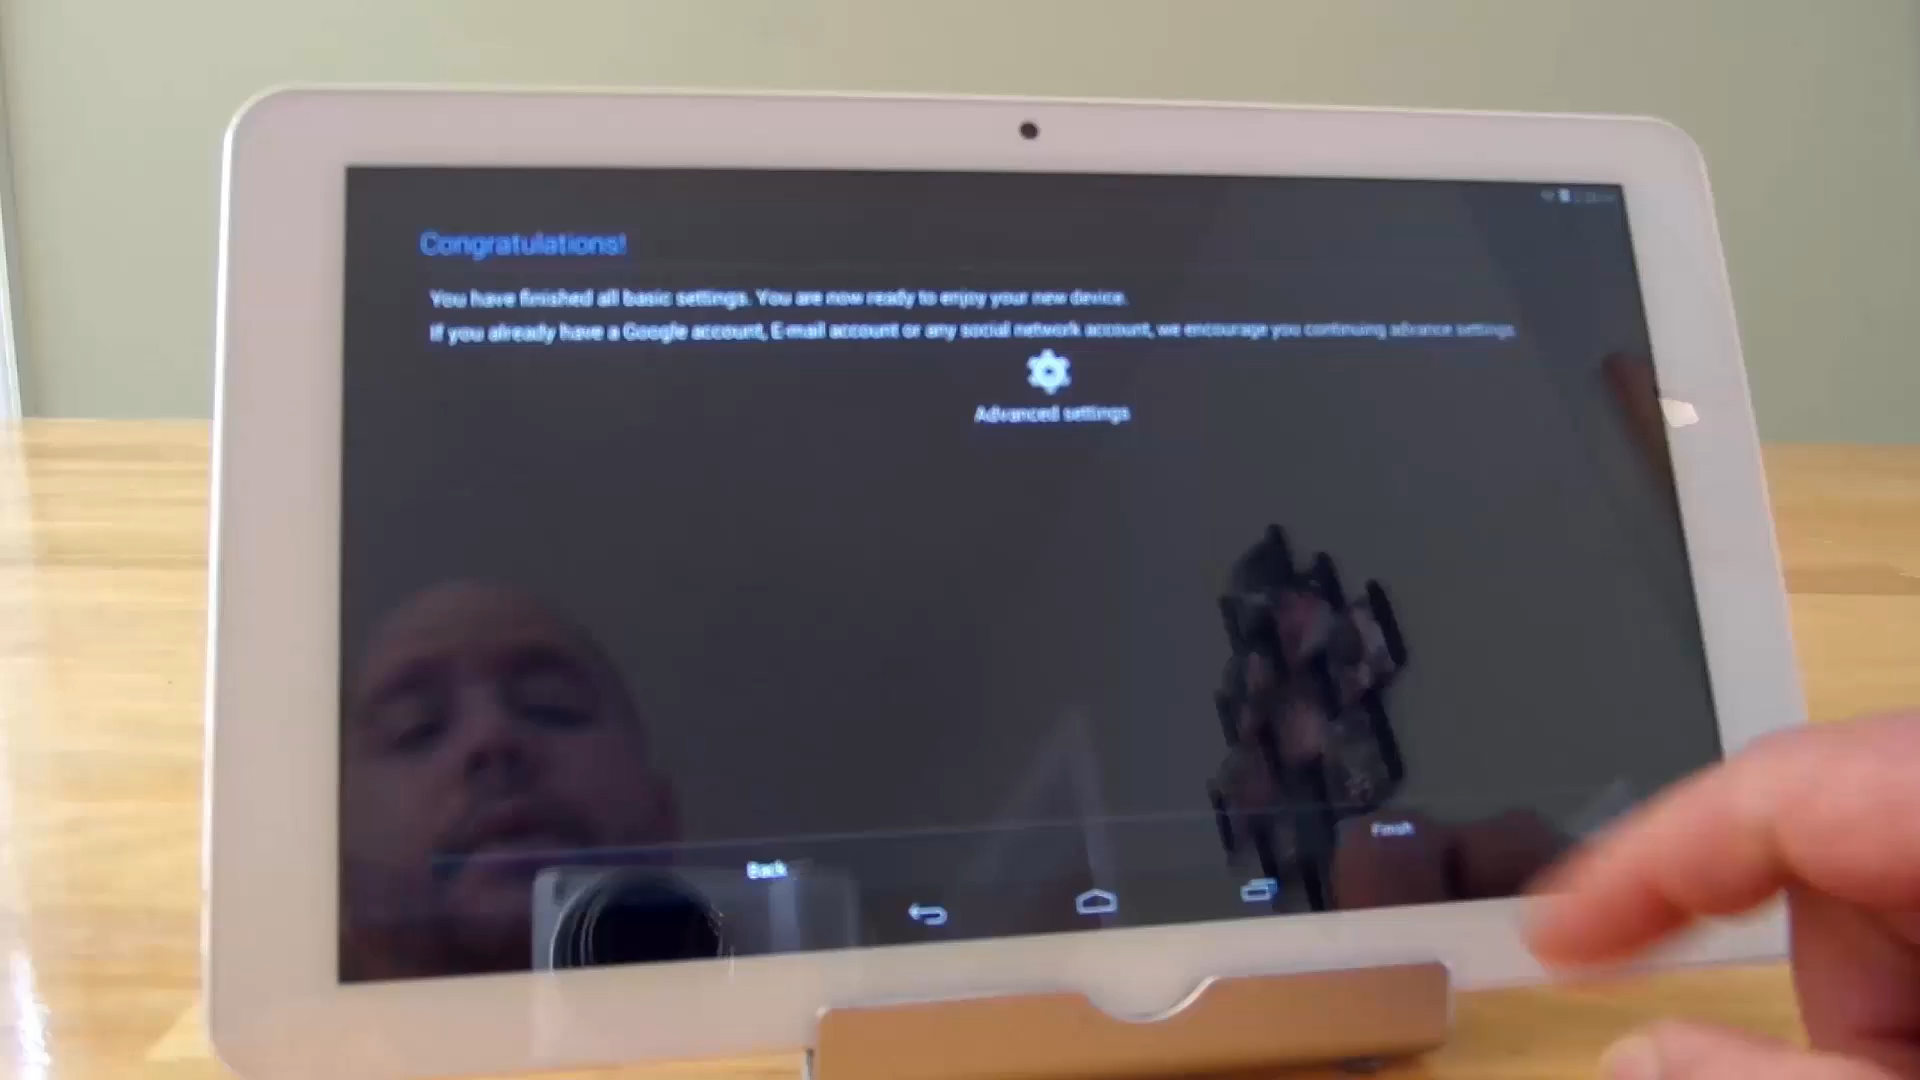 Congratulations!
You have finished all basic settings. You are now ready to enjoy your new device.
If you already have a Google account, E-mail account or any social network account, we encourage you continuing advance settings
Advanced settings
Back
Finish